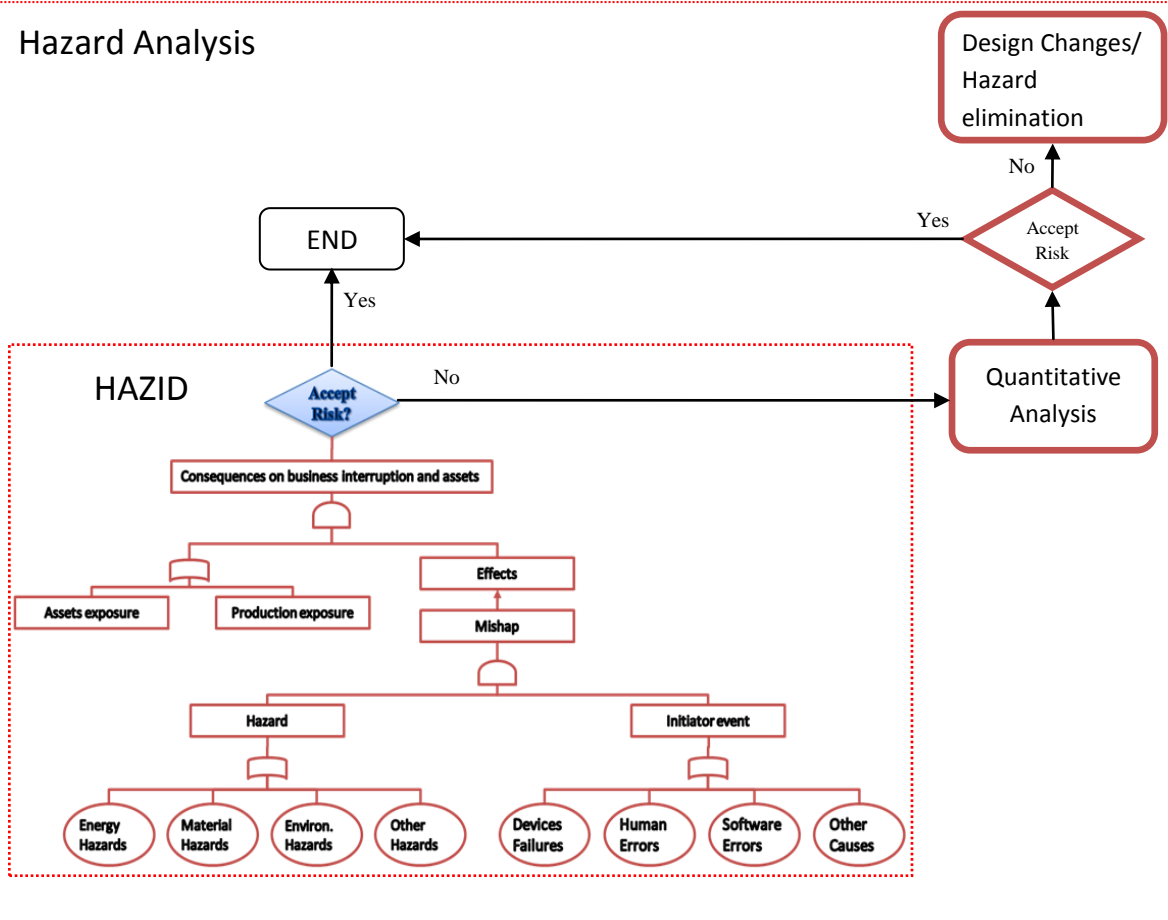 Hazard Analysis
Design Changes/
Hazard
elimination
No
Yes
Accept
Risk
END
Yes
HAZID
Accept
Risk?
No
Quantitative
Analysis
Consequences on business interruption and assets
Effects
Assets exposure
Production exposure
Mishap
Hazard
Initiator event
Energy
Hazards
Material
Hazards
Environ.
Hazards
Other
Hazards
Devices
Failures
Human
Errors
Software
Errors
Other
Causes